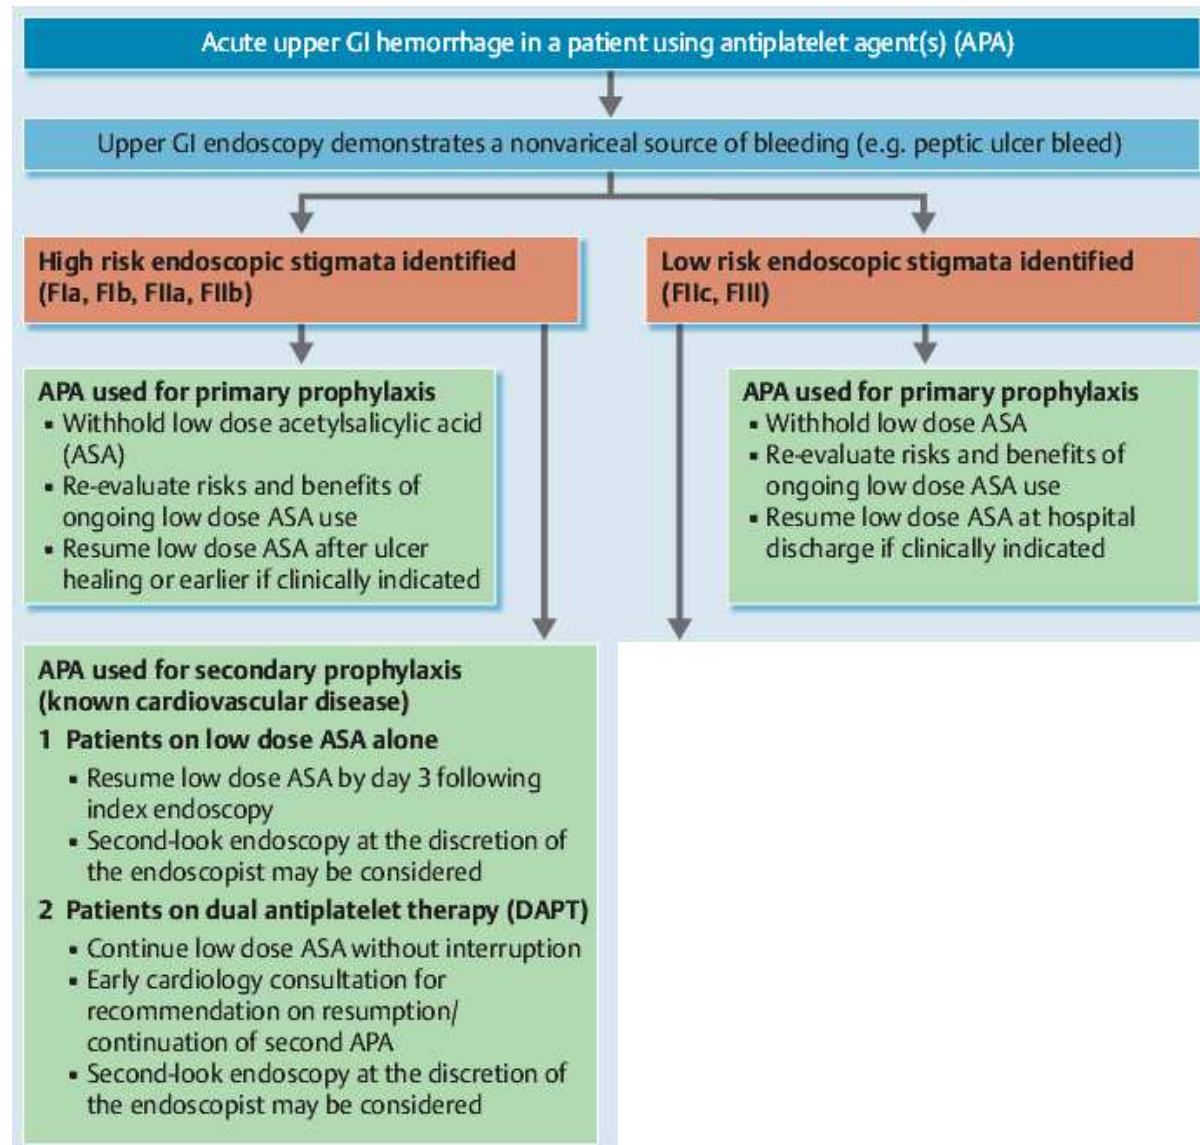 Acute upper GI hemorrhage in a patient using antiplatelet agent(s) (APA)
Upper GI endoscopy demonstrates a nonvariceal source of bleeding (e.g. peptic ulcer bleed)
High risk endoscopic stigmata identified
(FIa, FIb, FIIa, FIIb)
Low risk endoscopic stigmata identified
(FIIc, FIII)
APA used for primary prophylaxis
▪ Withhold low dose acetylsalicylic acid
(ASA)
▪ Re-evaluate risks and benefits of
ongoing low dose ASA use
▪ Resume low dose ASA after ulcer
healing or earlier if clinically indicated
APA used for primary prophylaxis
▪ Withhold low dose ASA
▪ Re-evaluate risks and benefits of
ongoing low dose ASA use
▪ Resume low dose ASA at hospital
discharge if clinically indicated
APA used for secondary prophylaxis
(known cardiovascular disease)
1 Patients on low dose ASA alone
▪ Resume low dose ASA by day 3 following
index endoscopy
▪ Second-look endoscopy at the discretion of
the endoscopist may be considered
2 Patients on dual antiplatelet therapy (DAPT)
▪ Continue low dose ASA without interruption
▪ Early cardiology consultation for
recommendation on resumption/
continuation of second APA
▪ Second-look endoscopy at the discretion of
the endoscopist may be considered